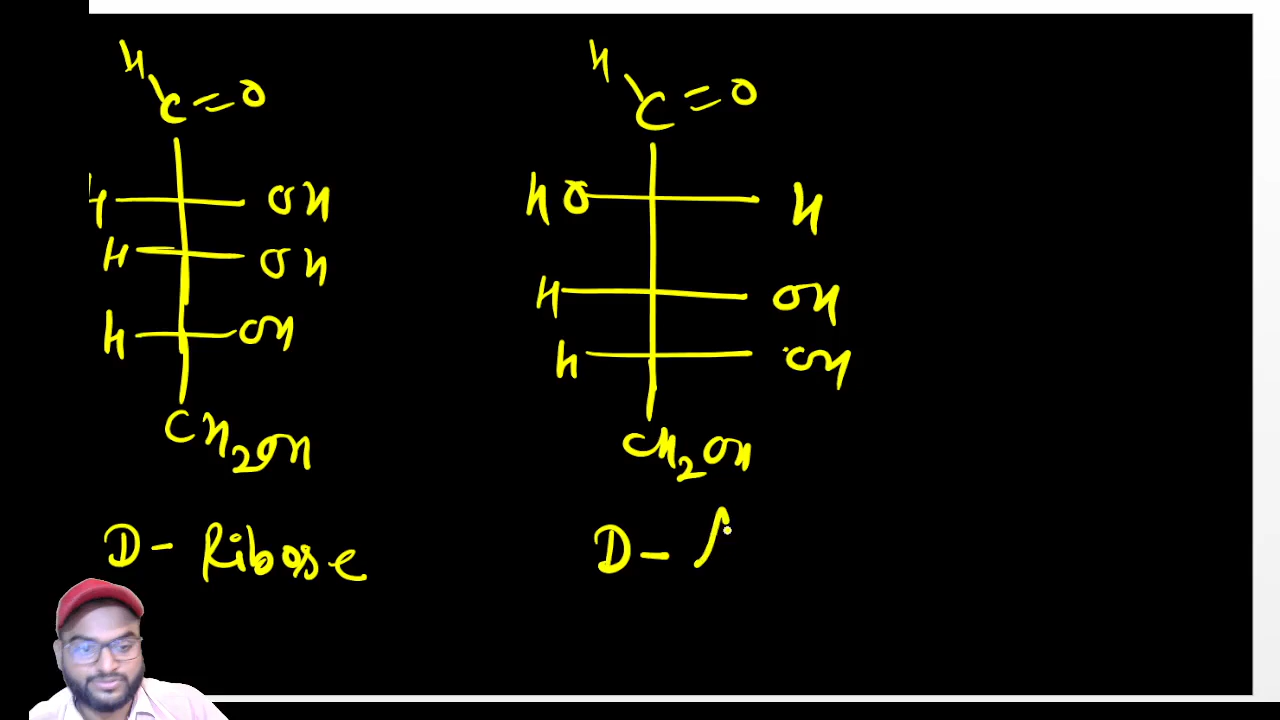 H H
C=O C=O
H OH HO H
H OH H OH
H OH H OH
CH2OH CH2OH
D- Ribose D-